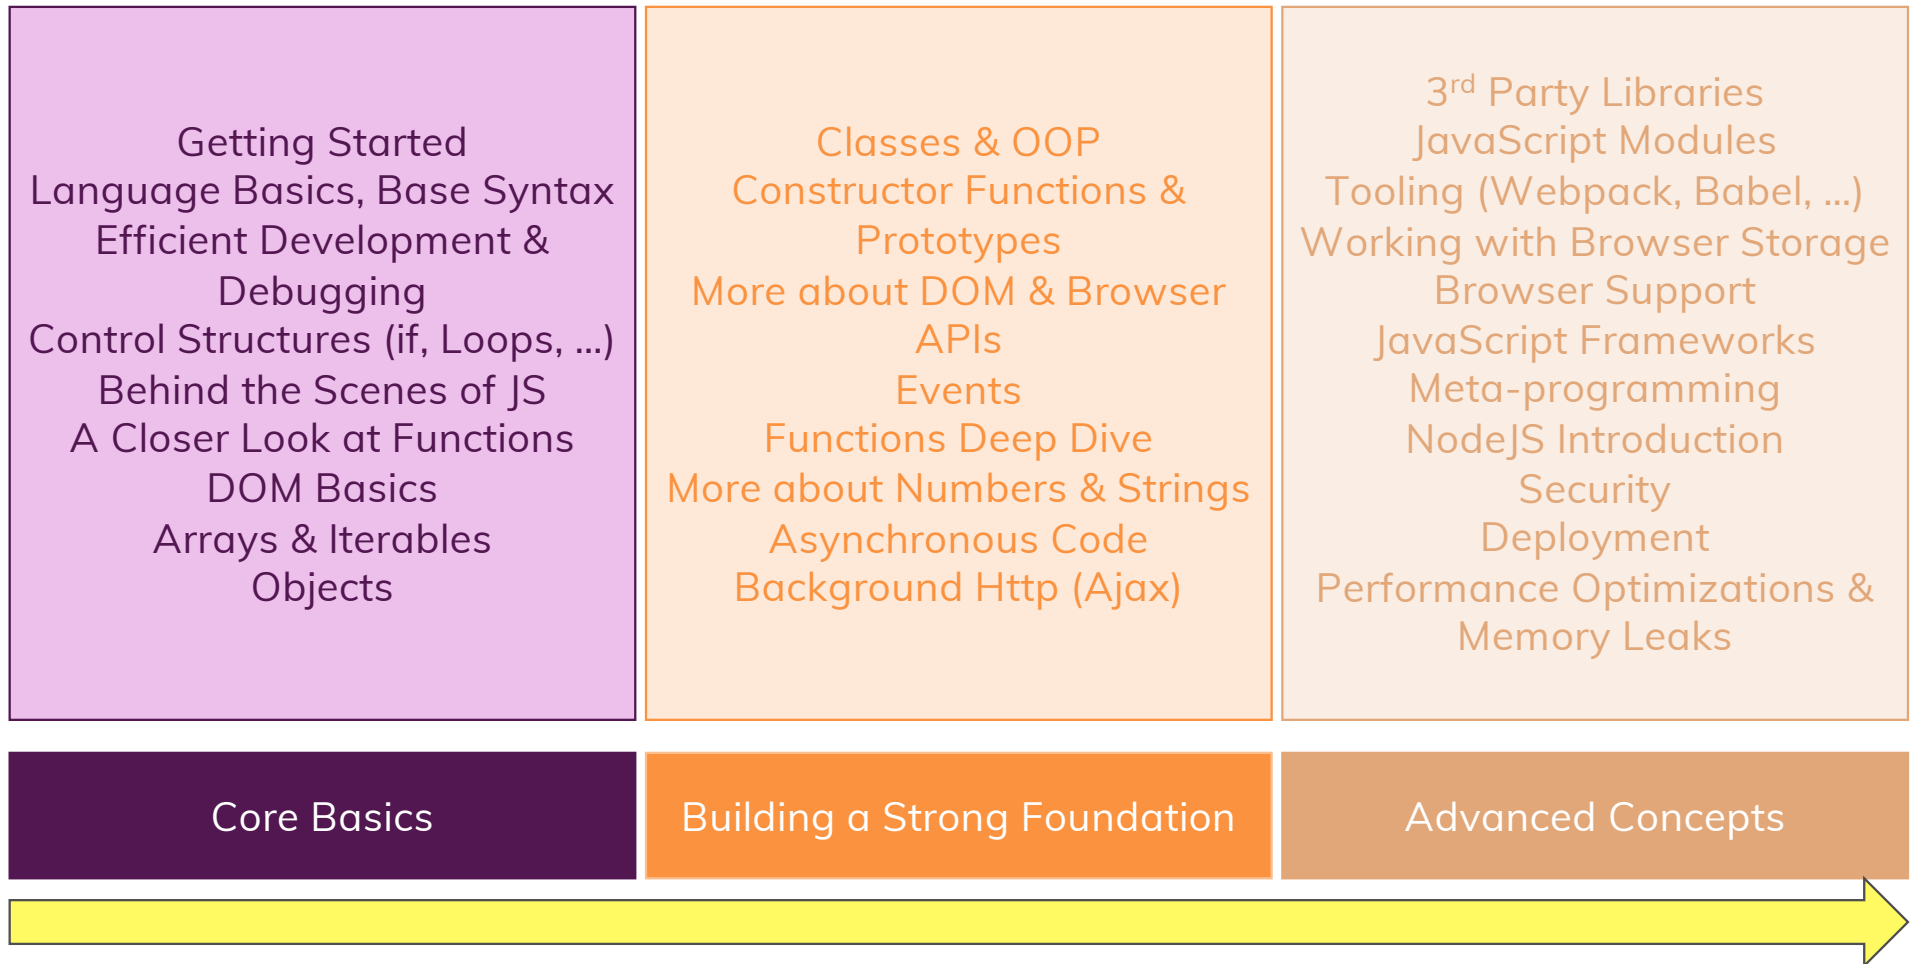 Getting Started
Language Basics, Base Syntax
Efficient Development &
Debugging
Control Structures (if, Loops, …)
Behind the Scenes of JS
A Closer Look at Functions
DOM Basics
Arrays & Iterables
Objects
Classes & OOP
Constructor Functions &
Prototypes
More about DOM & Browser
APIs
Events
Functions Deep Dive
More about Numbers & Strings
Asynchronous Code
Background Http (Ajax)
3rd Party Libraries
JavaScript Modules
Tooling (Webpack, Babel, …)
Working with Browser Storage
Browser Support
JavaScript Frameworks
Meta-programming
NodeJS Introduction
Security
Deployment
Performance Optimizations &
Memory Leaks
Core Basics
Building a Strong Foundation
Advanced Concepts